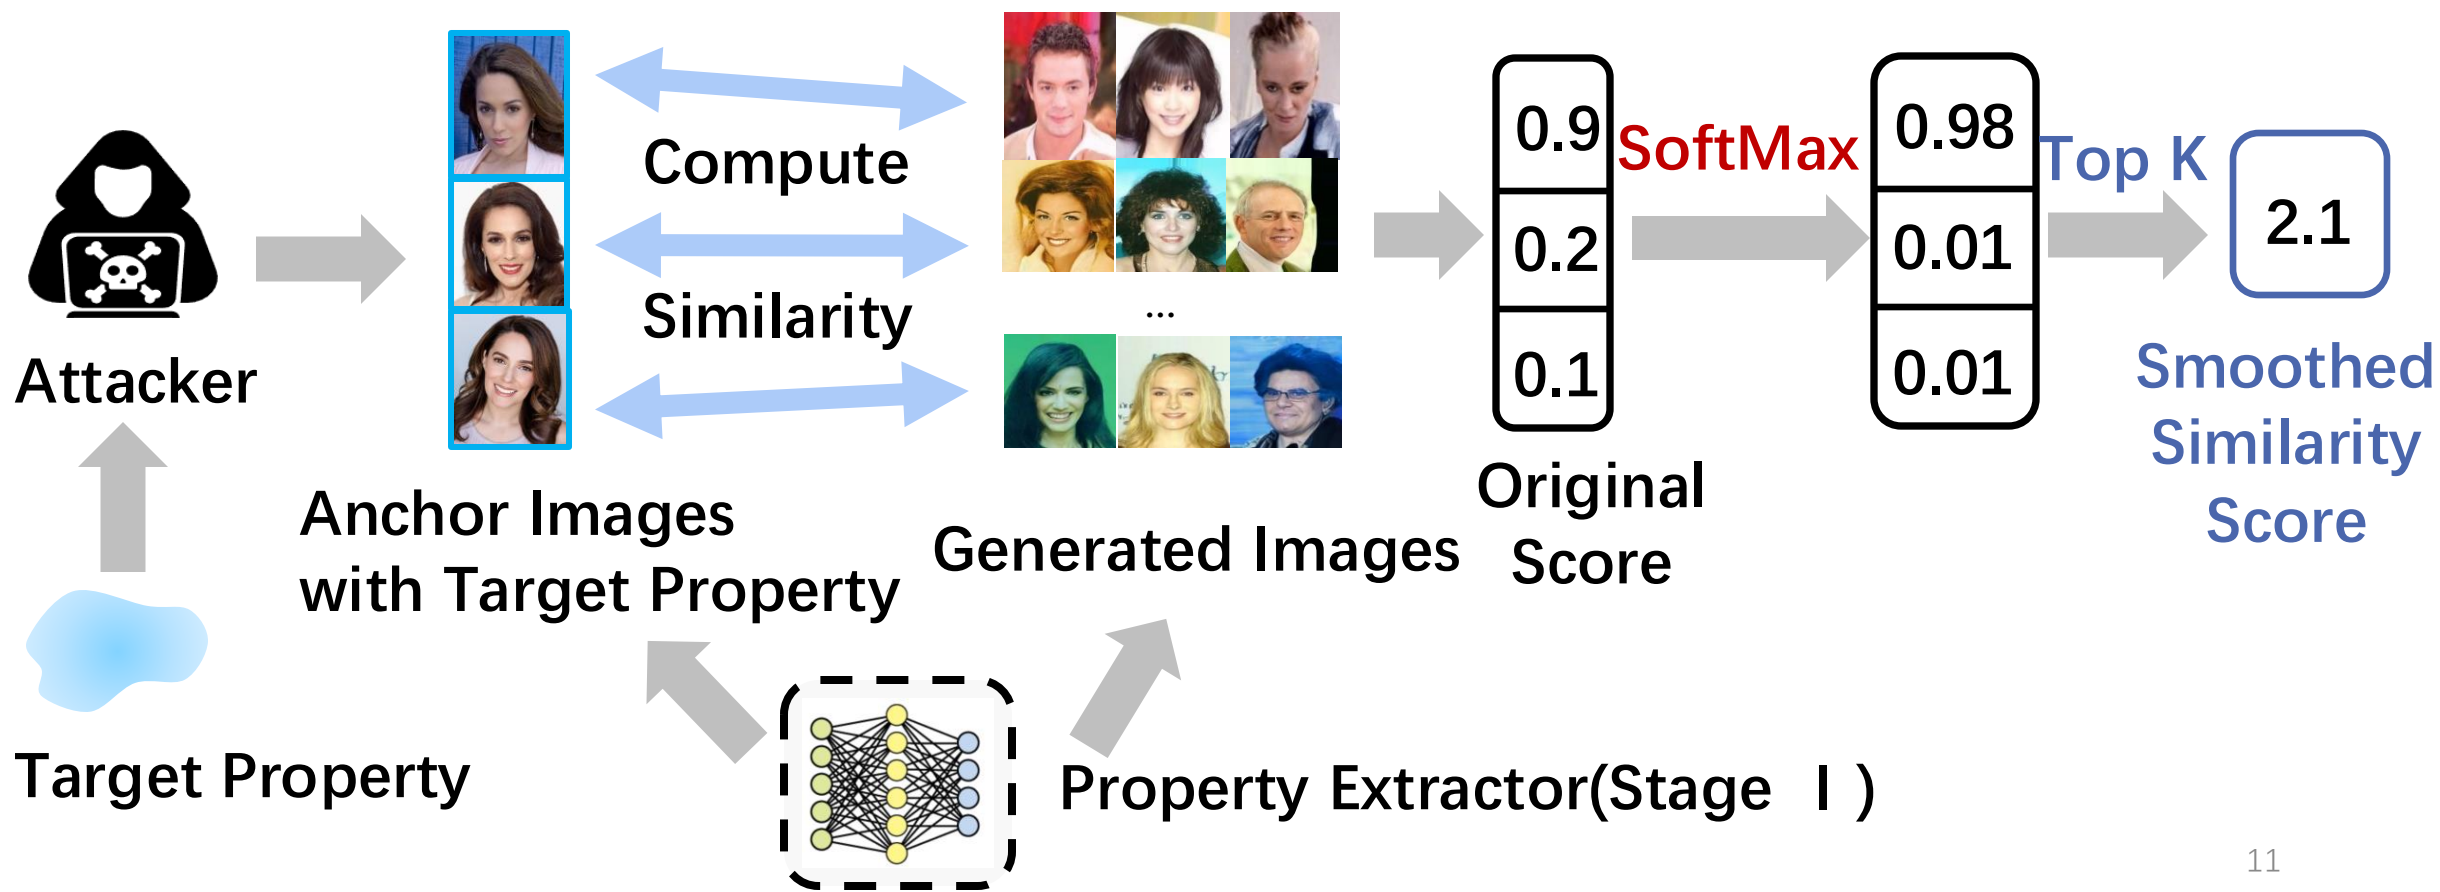 Attacker
Target Property
Compute
Similarity
Anchor Images
with Target Property
...
Generated Images
Property Extractor(Stage Ⅰ)
0.9
0.2
0.1
Original
Score
SoftMax
0.98
0.01
0.01
Top K
2.1
Smoothed
Similarity
Score
11